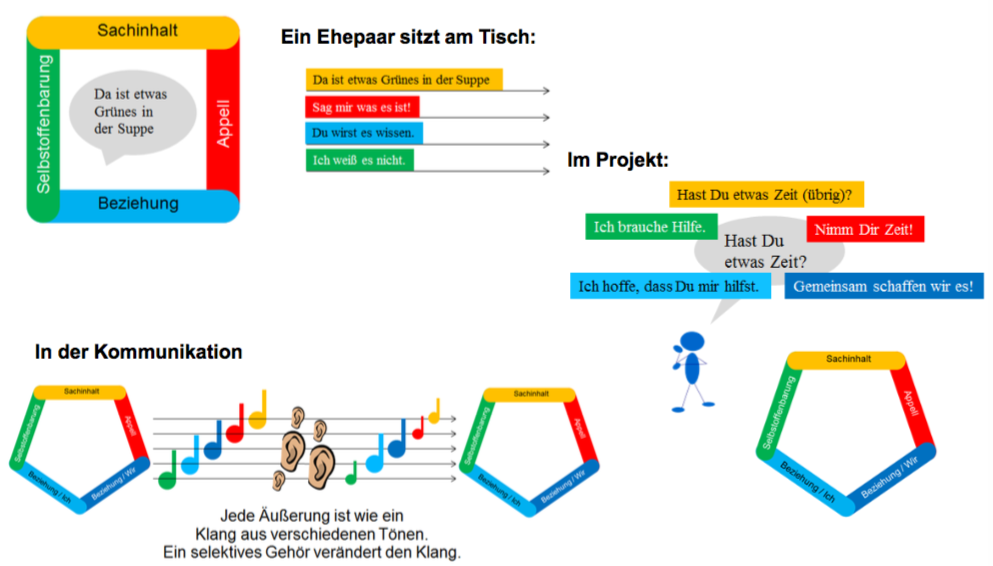 Sachinhalt
Selbstoffenbarung
Da ist etwas
Grünes in
der Suppe
Appell
Beziehung
Ein Ehepaar sitzt am Tisch:
Da ist etwas Grünes in der Suppe
Sag mir was es ist!
Du wirst es wissen.
Ich weiß es nicht.
Im Projekt:
Hast Du etwas Zeit (übrig)?
Ich brauche Hilfe.
Nimm Dir Zeit!
Hast Du
etwas Zeit?
Ich hoffe, dass Du mir hilfst.
Gemeinsam schaffen wir es!
Sachinhalt
Selbstoffenbarung
Appell
Beziehung / Ich
Beziehung / Wir
In der Kommunikation
Sachinhalt
Selbstoffenbarung
Appell
Beziehung / Ich
Beziehung / Wir
Sachinhalt
Selbstoffenbarung
Appell
Beziehung / Ich
Beziehung / Wir
Jede Äußerung ist wie ein
Klang aus verschiedenen Tönen.
Ein selektives Gehör verändert den Klang.